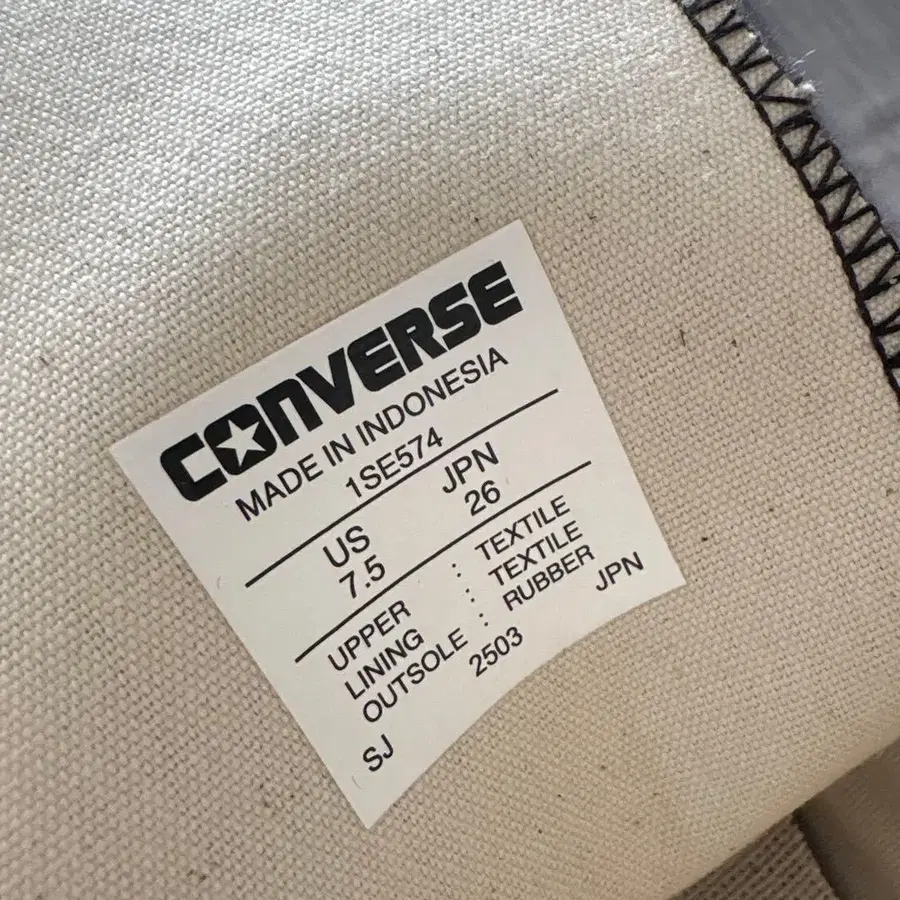 CONVERSE
MADE IN INDONESIA
1SE574
US JPN
7.5 26
UPPER : TEXTILE
LINING : TEXTILE
OUTSOLE : RUBBER
SJ 2503 JPN